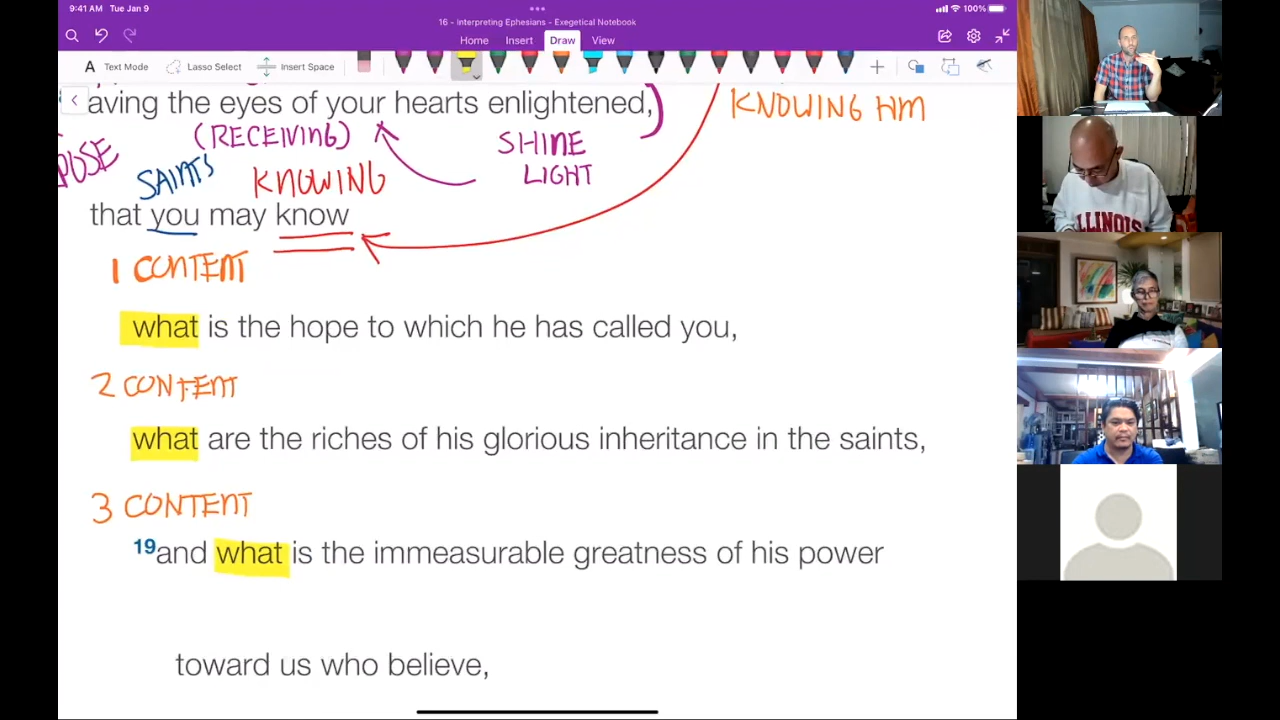 9:41 AM Tue Jan 9
100%
16 - Interpreting Ephesians - Exegetical Notebook
Home Insert Draw View
A Text Mode Lasso Select Insert Space
aving the eyes of your hearts enlightened,)
KNOWING HIM
(RECEIVING)
SHINE
LIGHT
POSE
SAINTS
KNOWING
that you may know
1 CONTENT
what is the hope to which he has called you,
2 CONTENT
what are the riches of his glorious inheritance in the saints,
3 CONTENT
19and what is the immeasurable greatness of his power
toward us who believe,
ILLINOIS